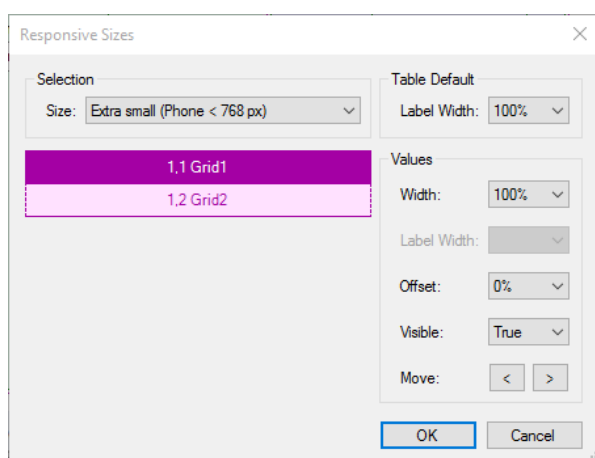 Responsive Sizes
Selection
Size: Extra small (Phone < 768 px)
Table Default
Label Width: 100%
1,1 Grid1
1,2 Grid2
Values
Width: 100%
Label Width:
Offset: 0%
Visible: True
Move: < >
OK Cancel